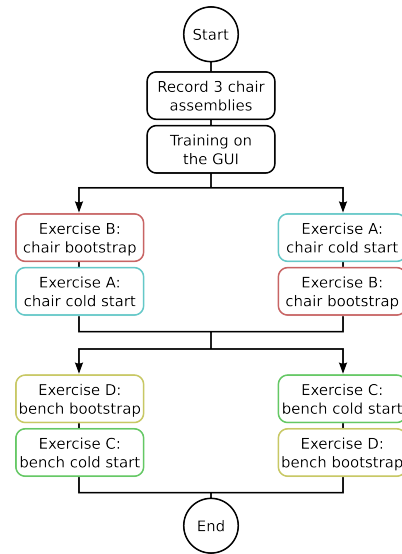 Start
Record 3 chair
assemblies
Training on
the GUI
Exercise B:
chair bootstrap
Exercise A:
chair cold start
Exercise A:
chair cold start
Exercise B:
chair bootstrap
Exercise D:
bench bootstrap
Exercise C:
bench cold start
Exercise C:
bench cold start
Exercise D:
bench bootstrap
End